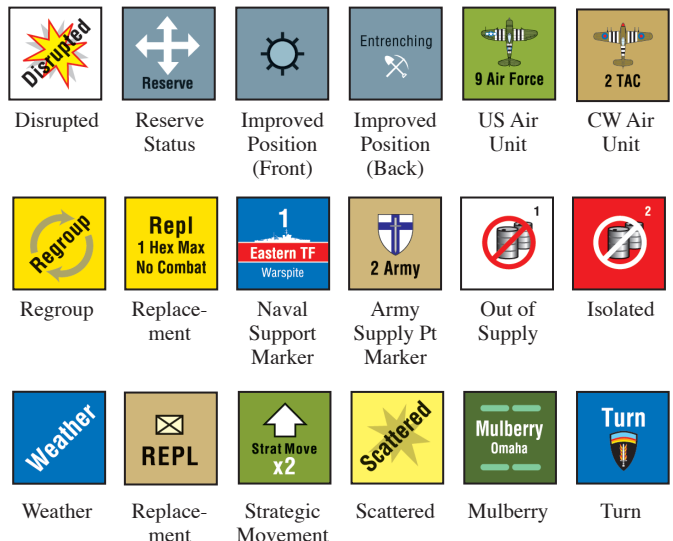 Disrupted
Reserve
Entrenching
9 Air Force
2 TAC
Disrupted
Reserve
Status
Improved
Position
(Front)
Improved
Position
(Back)
US Air
Unit
CW Air
Unit
Regroup
Repl
1 Hex Max
No Combat
1
Eastern TF
Warspite
2 Army
1
2
Regroup
Replace-
ment
Naval
Support
Marker
Army
Supply Pt
Marker
Out of
Supply
Isolated
Weather
REPL
Strat Move
x2
Scattered
Mulberry
Omaha
Turn
Weather
Replace-
ment
Strategic
Movement
Scattered
Mulberry
Turn